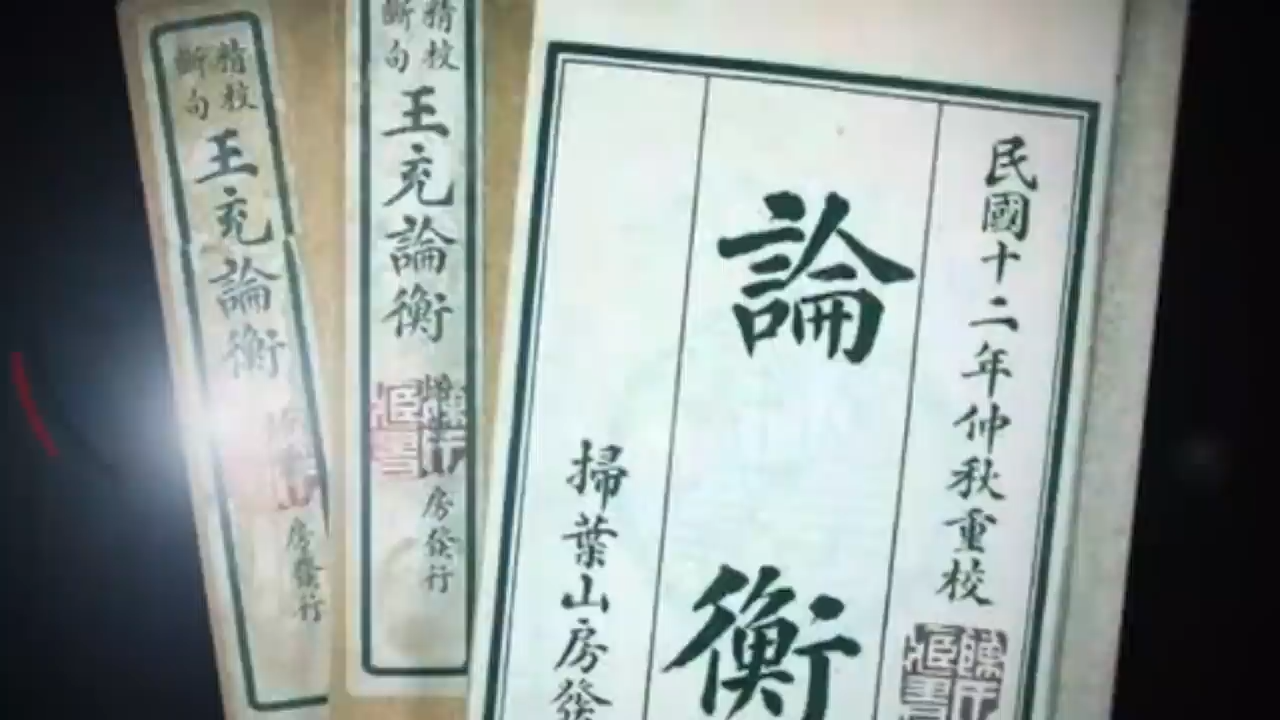 民國十二年仲秋重校
論衡
掃葉山房發
精校
斷句
王充論衡
房發行
精校
斷句
王充論衡
房發行